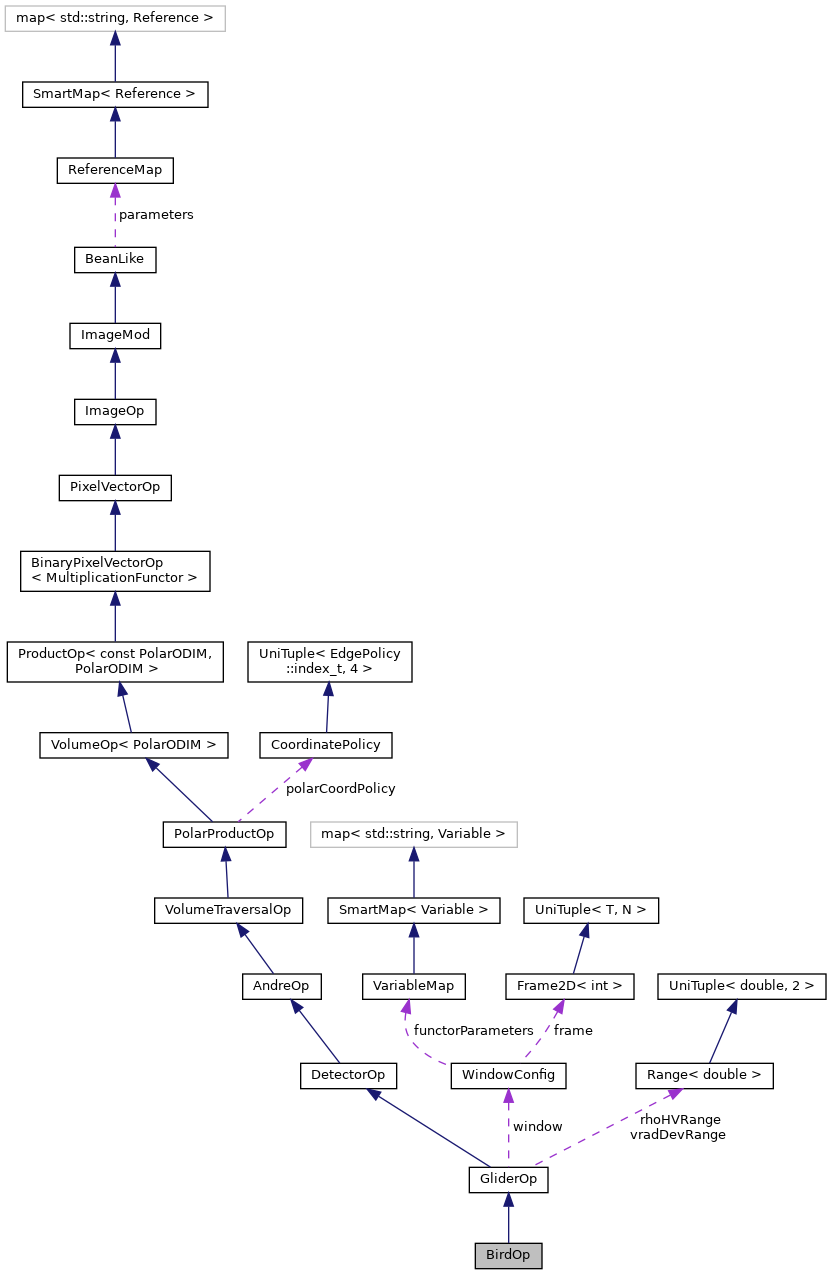 map< std::string, Reference >
SmartMap< Reference >
ReferenceMap
parameters
BeanLike
ImageMod
ImageOp
PixelVectorOp
BinaryPixelVectorOp
< MultiplicationFunctor >
ProductOp< const PolarODIM,
PolarODIM >
UniTuple< EdgePolicy
::index_t, 4 >
VolumeOp< PolarODIM >
CoordinatePolicy
polarCoordPolicy
PolarProductOp
map< std::string, Variable >
VolumeTraversalOp
SmartMap< Variable >
UniTuple< T, N >
AndreOp
VariableMap
Frame2D< int >
UniTuple< double, 2 >
functorParameters
frame
DetectorOp
WindowConfig
Range< double >
window
rhoHVRange
vradDevRange
GliderOp
BirdOp